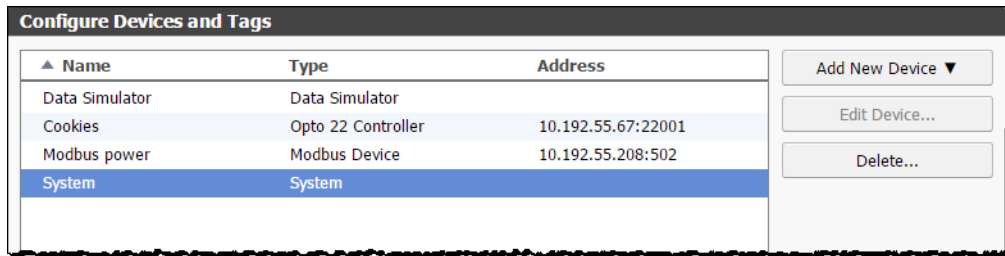 Configure Devices and Tags
▲ Name Type Address
Data Simulator Data Simulator
Cookies Opto 22 Controller 10.192.55.67:22001
Modbus power Modbus Device 10.192.55.208:502
System System
Add New Device ▼
Edit Device...
Delete...